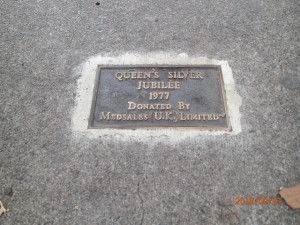 QUEEN'S SILVER
JUBILEE
1977
DONATED BY
MEDSALES (U.K.) LIMITED